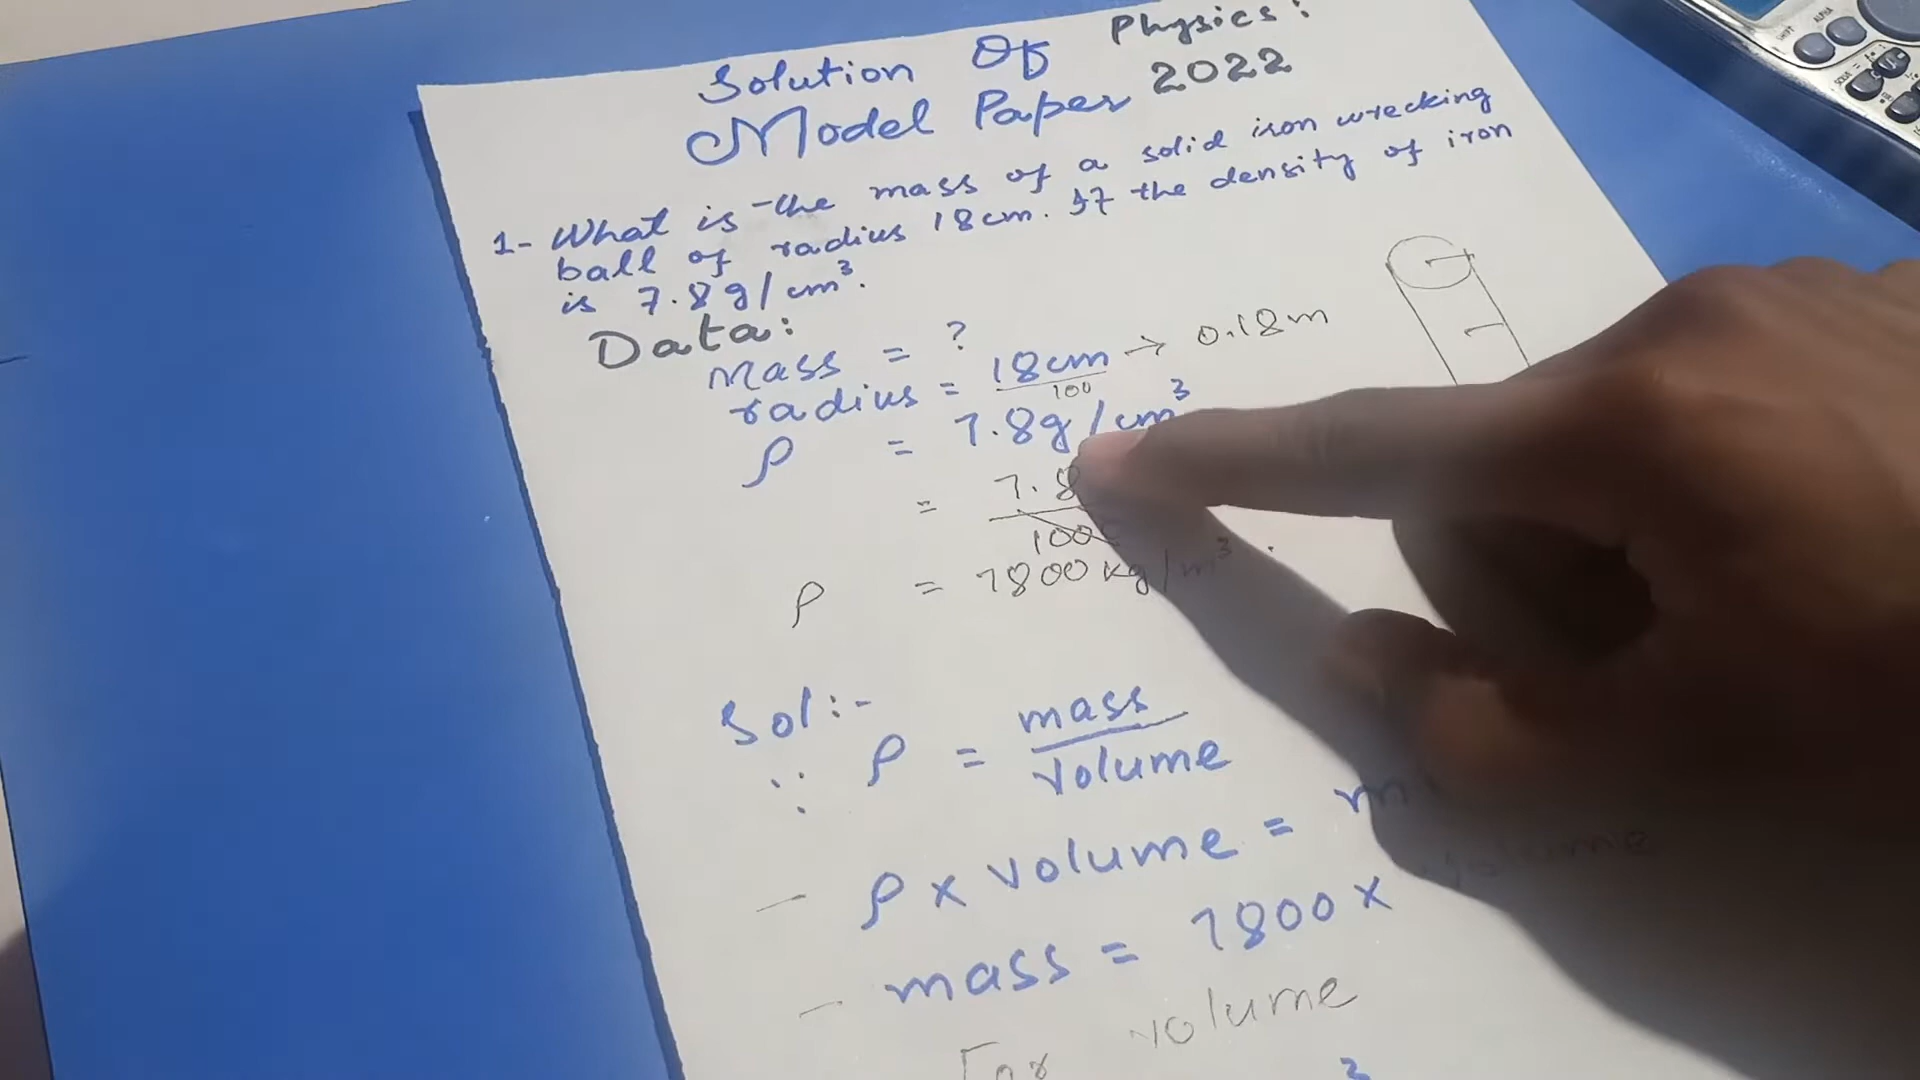 Solution Of Physics:
Model Paper 2022
1- What is the mass of a solid iron wrecking
ball of radius 18cm. If the density of iron
is 7.8g/cm³.
Data:
Mass = ?
radius = 18cm/100 → 0.18m
ρ = 7.8g/cm³
= 7.8
ρ = 7800 kg/m³
Sol:-
∵ ρ = mass/volume
ρ x volume =
mass = 7800 x volume
For volume